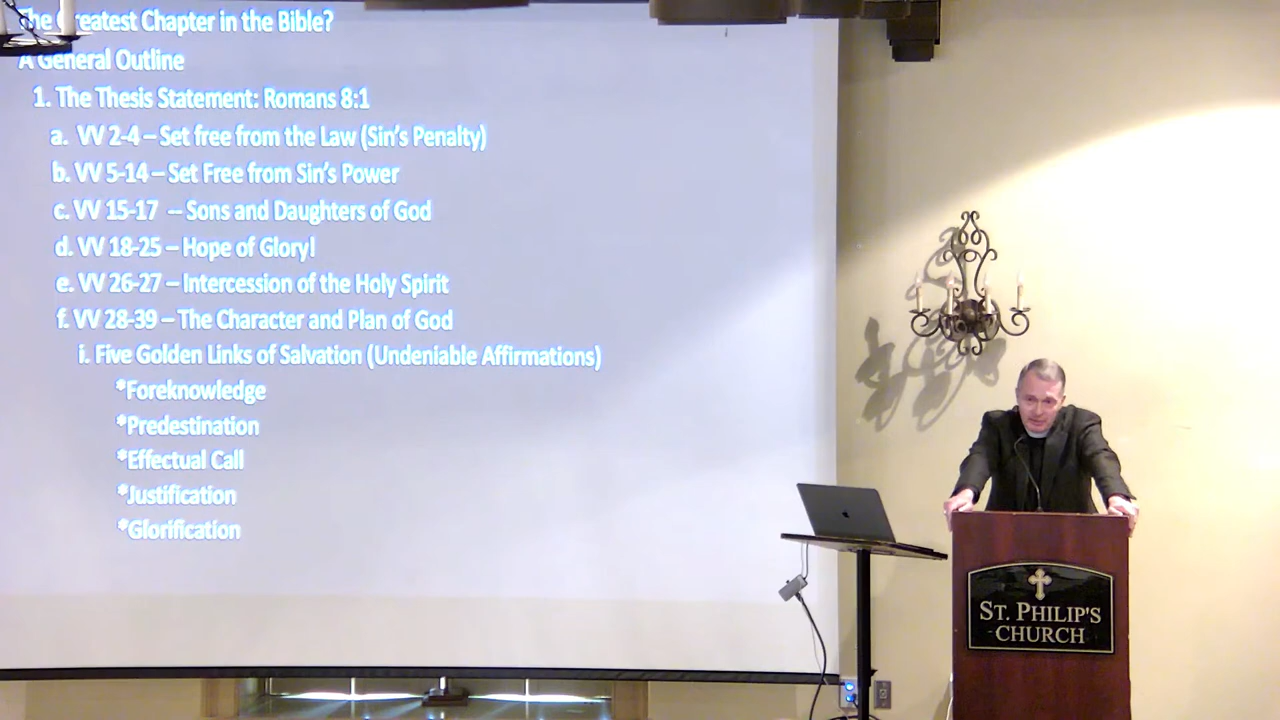 The Greatest Chapter in the Bible?
A General Outline
1. The Thesis Statement: Romans 8:1
a. VV 2-4 – Set free from the Law (Sin's Penalty)
b. VV 5-14 – Set Free from Sin's Power
c. VV 15-17 -- Sons and Daughters of God
d. VV 18-25 – Hope of Glory!
e. VV 26-27 – Intercession of the Holy Spirit
f. VV 28-39 – The Character and Plan of God
i. Five Golden Links of Salvation (Undeniable Affirmations)
*Foreknowledge
*Predestination
*Effectual Call
*Justification
*Glorification
ST. PHILIP'S
CHURCH